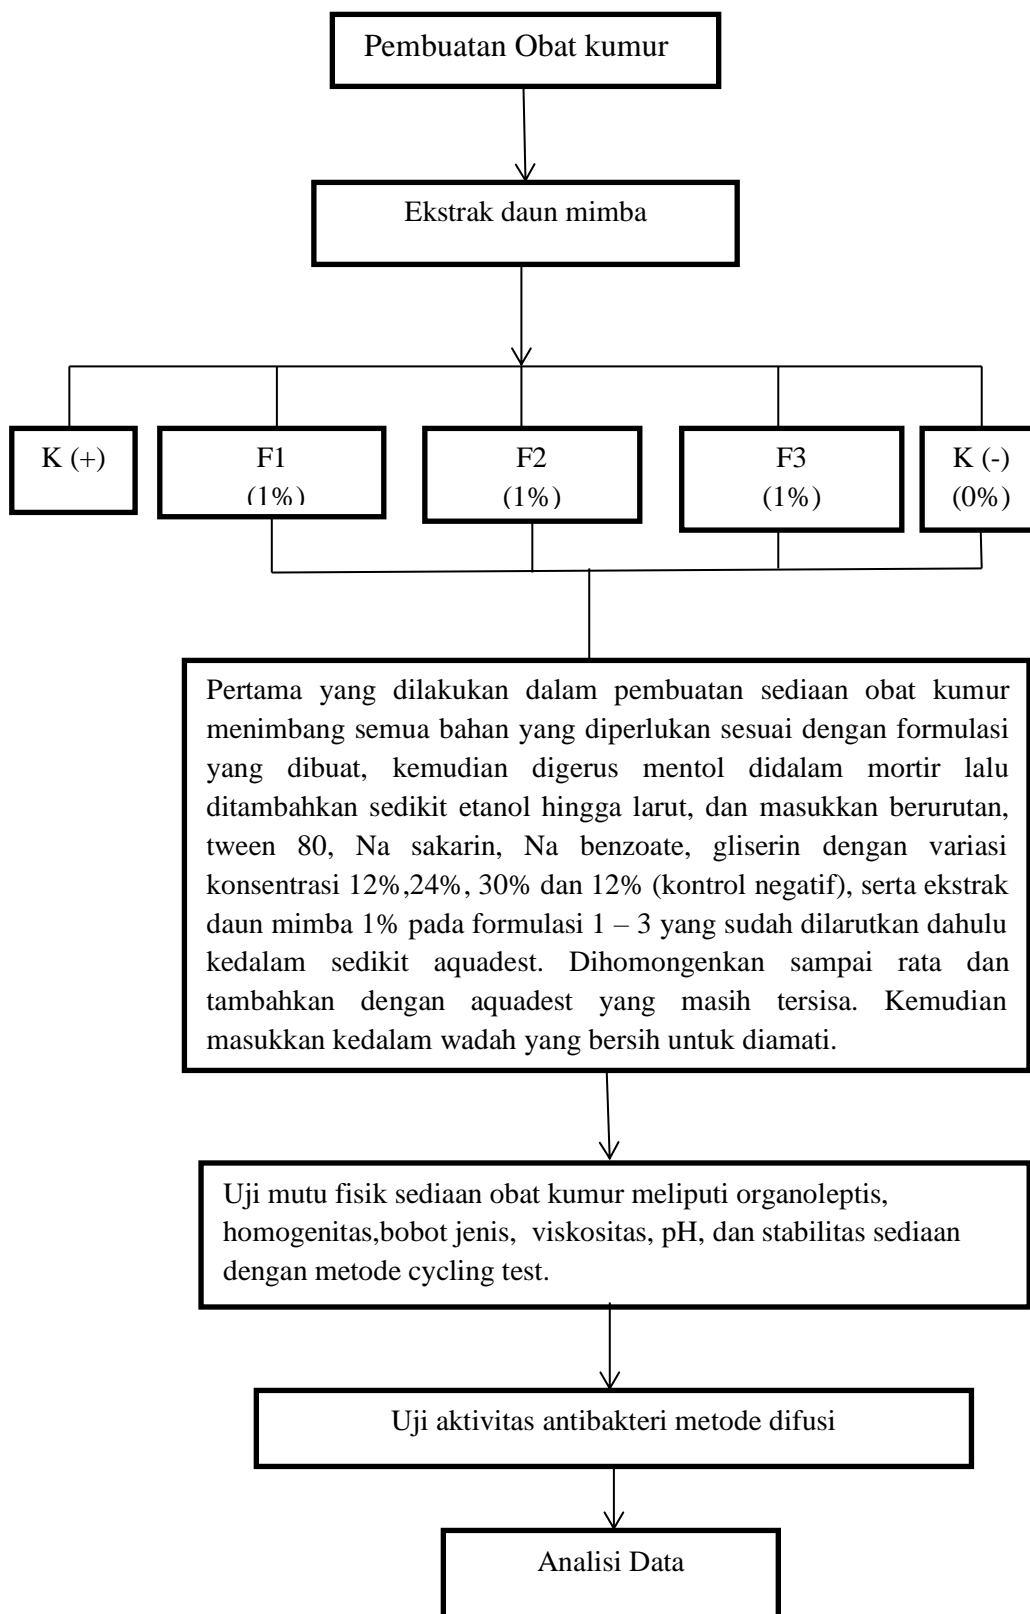 Pembuatan Obat kumur
Ekstrak daun mimba
K (+)
F1
(1%)
F2
(1%)
F3
(1%)
K (-)
(0%)
Pertama yang dilakukan dalam pembuatan sediaan obat kumur
menimbang semua bahan yang diperlukan sesuai dengan formulasi
yang dibuat, kemudian digerus mentol didalam mortir lalu
ditambahkan sedikit etanol hingga larut, dan masukkan berurutan,
tween 80, Na sakarin, Na benzoate, gliserin dengan variasi
konsentrasi 12%,24%, 30% dan 12% (kontrol negatif), serta ekstrak
daun mimba 1% pada formulasi 1 – 3 yang sudah dilarutkan dahulu
kedalam sedikit aquadest. Dihomongenkan sampai rata dan
tambahkan dengan aquadest yang masih tersisa. Kemudian
masukkan kedalam wadah yang bersih untuk diamati.
Uji mutu fisik sediaan obat kumur meliputi organoleptis,
homogenitas,bobot jenis, viskositas, pH, dan stabilitas sediaan
dengan metode cycling test.
Uji aktivitas antibakteri metode difusi
Analisi Data